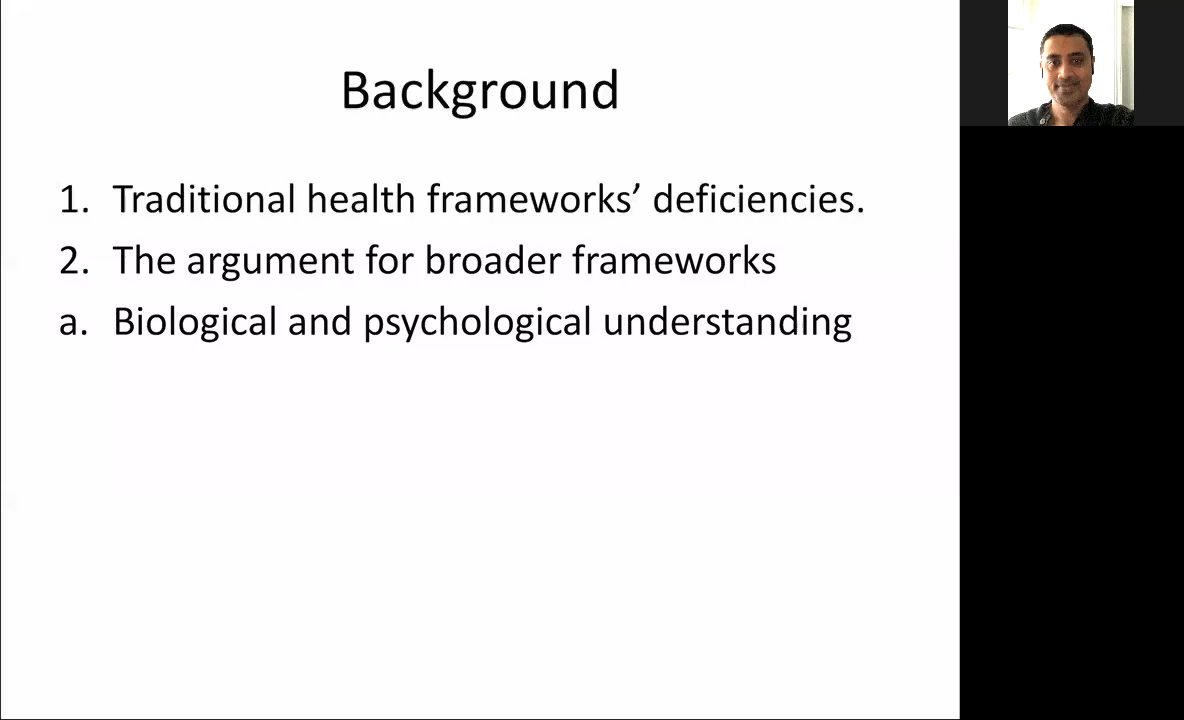 Background
1. Traditional health frameworks’ deficiencies.
2. The argument for broader frameworks
a. Biological and psychological understanding